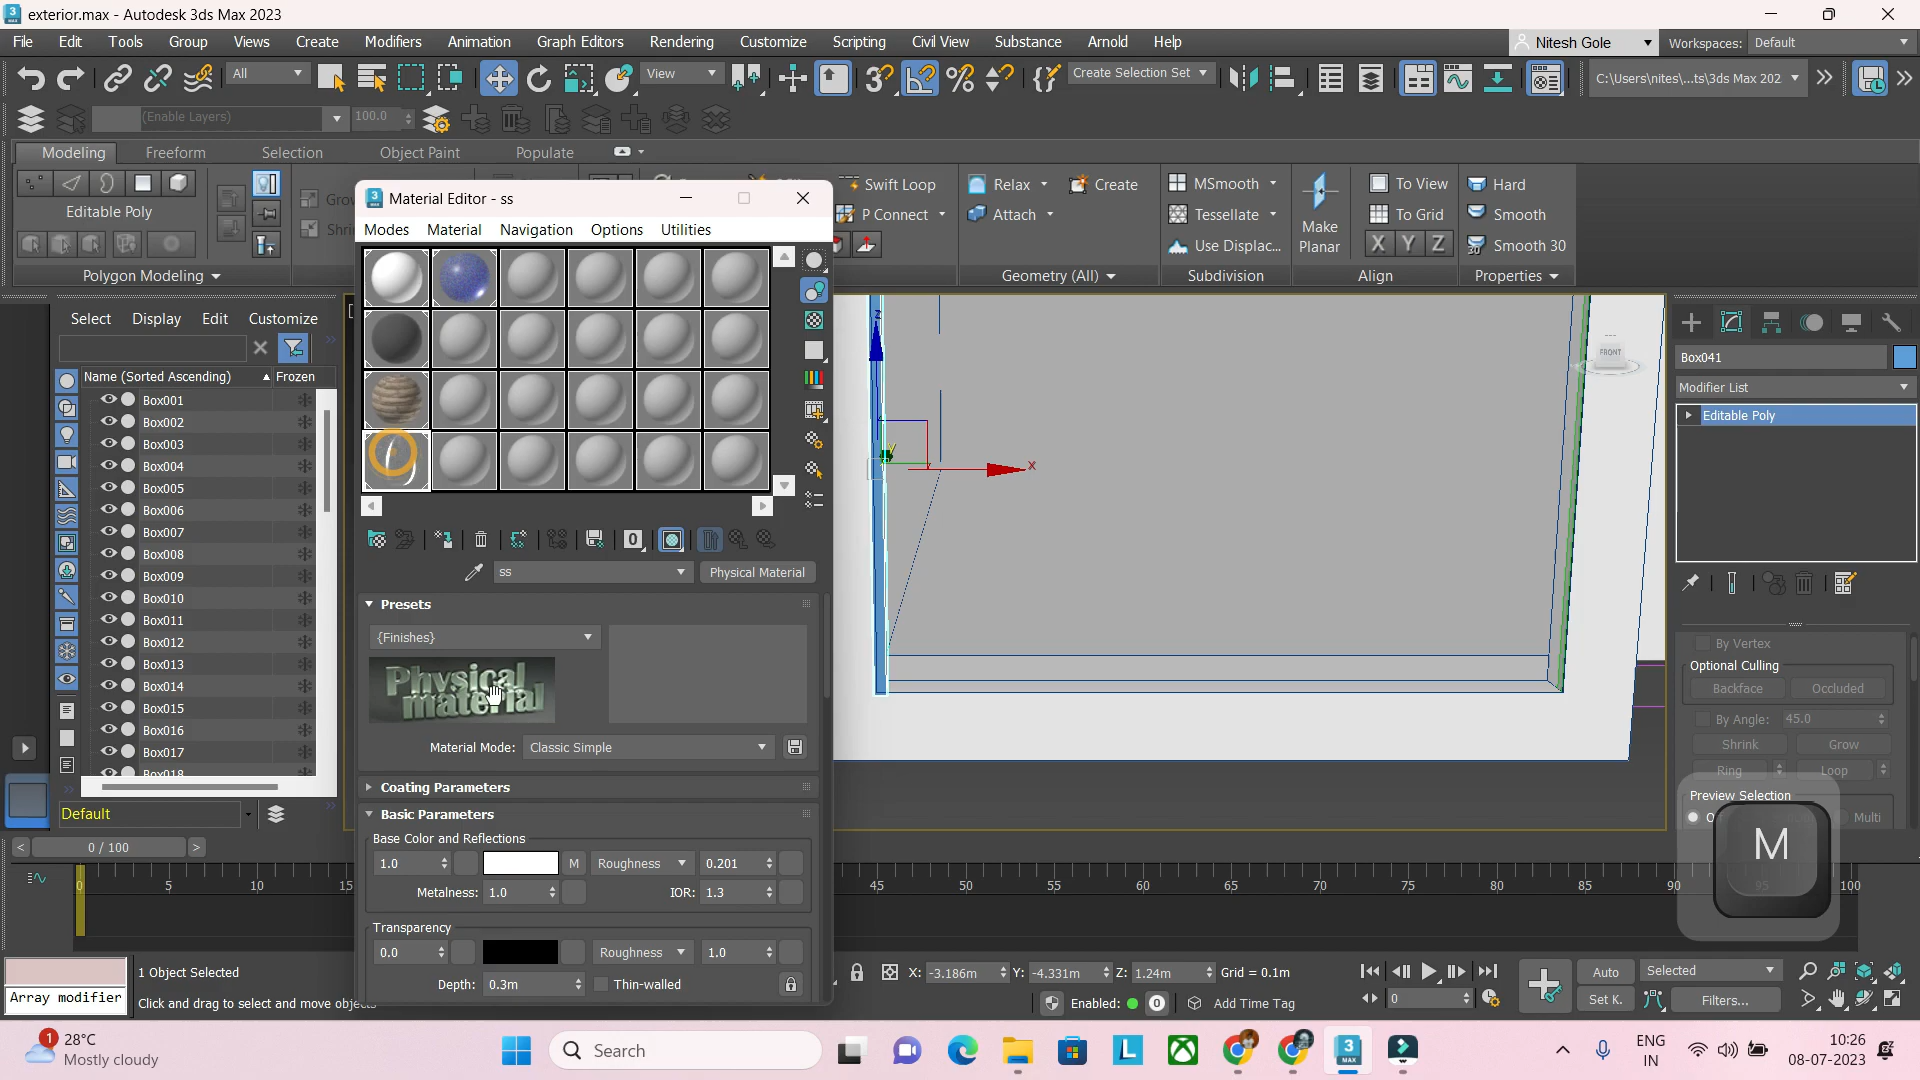 exterior.max - Autodesk 3ds Max 2023
File Edit Tools Group Views Create Modifiers Animation Graph Editors Rendering Customize Scripting Civil View Substance Arnold Help
Nitesh Gole Workspaces: Default
All View Create Selection Set C:\Users\nites\...ts\3ds Max 202
(Enable Layers) 100.0
Modeling Freeform Selection Object Paint Populate
Editable Poly
Polygon Modeling
Swift Loop
P Connect
Relax Create
Attach
Geometry (All)
MSmooth
Tessellate
Use Displac...
Subdivision
Make
Planar
To View
To Grid
X Y Z
Align
Hard
Smooth
Smooth 30
Properties
Material Editor - ss
Modes Material Navigation Options Utilities
ss Physical Material
Presets
{Finishes}
Physical
material
Material Mode: Classic Simple
Coating Parameters
Basic Parameters
Base Color and Reflections
1.0 M Roughness 0.201
Metalness: 1.0 IOR: 1.3
Transparency
0.0 Roughness 1.0
Depth: 0.3m Thin-walled
Select Display Edit Customize
Name (Sorted Ascending) Frozen
Box001
Box002
Box003
Box004
Box005
Box006
Box007
Box008
Box009
Box010
Box011
Box012
Box013
Box014
Box015
Box016
Box017
Box018
Default
z
y
x
FRONT
Box041
Modifier List
Editable Poly
By Vertex
Optional Culling
Backface Occluded
By Angle: 45.0
Shrink Grow
Ring Loop
Preview Selection
Multi
M
0 / 100
0 5 10 15 45 50 55 60 65 70 75 80 85 90 95 100
Array modifier
1 Object Selected
Click and drag to select and move objects
X: -3.186m Y: -4.331m Z: 1.24m Grid = 0.1m
Enabled: Add Time Tag
0
Auto Selected
Set K. Filters...
1
28°C
Mostly cloudy
Search
ENG
IN
10:26
08-07-2023